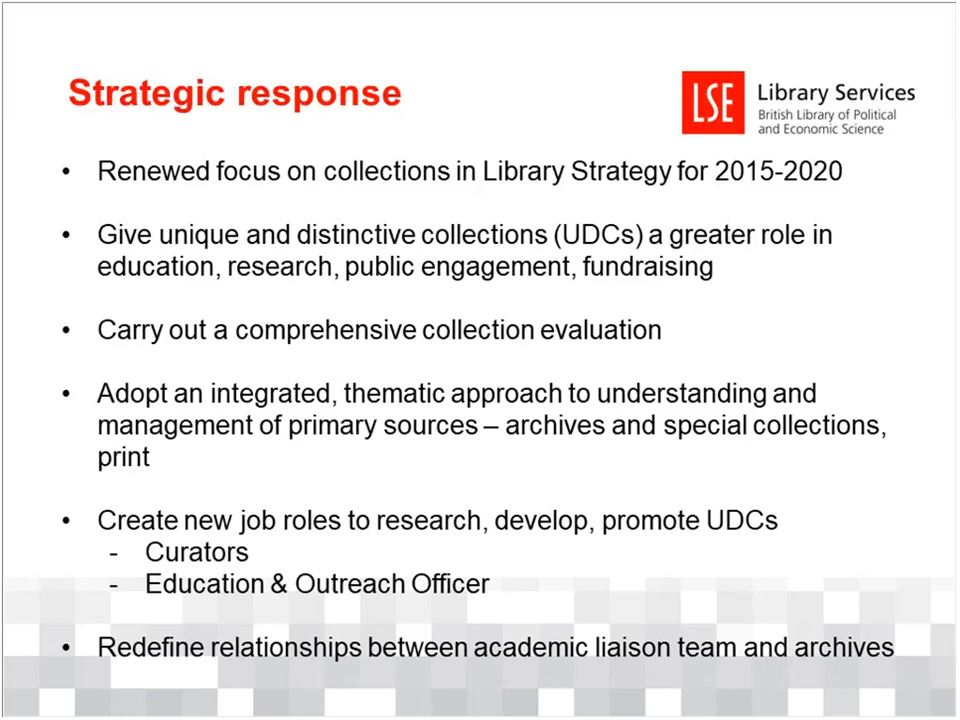 Strategic response
LSE
Library Services
British Library of Political
and Economic Science
• Renewed focus on collections in Library Strategy for 2015-2020
• Give unique and distinctive collections (UDCs) a greater role in
education, research, public engagement, fundraising
• Carry out a comprehensive collection evaluation
• Adopt an integrated, thematic approach to understanding and
management of primary sources – archives and special collections,
print
• Create new job roles to research, develop, promote UDCs
- Curators
- Education & Outreach Officer
• Redefine relationships between academic liaison team and archives